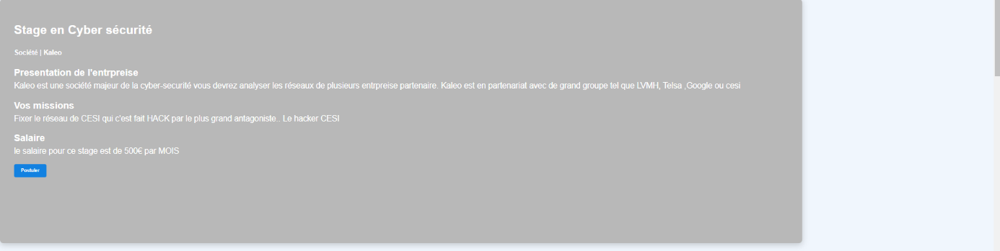 Stage en Cyber sécurité
Société | Kaleo
Presentation de l'entrpreise
Kaleo est une société majeur de la cyber-securité vous devrez analyser les réseaux de plusieurs entrpreise partenaire. Kaleo est en partenariat avec de grand groupe tel que LVMH, Telsa ,Google ou cesi
Vos missions
Fixer le réseau de CESI qui c'est fait HACK par le plus grand antagoniste.. Le hacker CESI
Salaire
le salaire pour ce stage est de 500€ par MOIS
Postuler